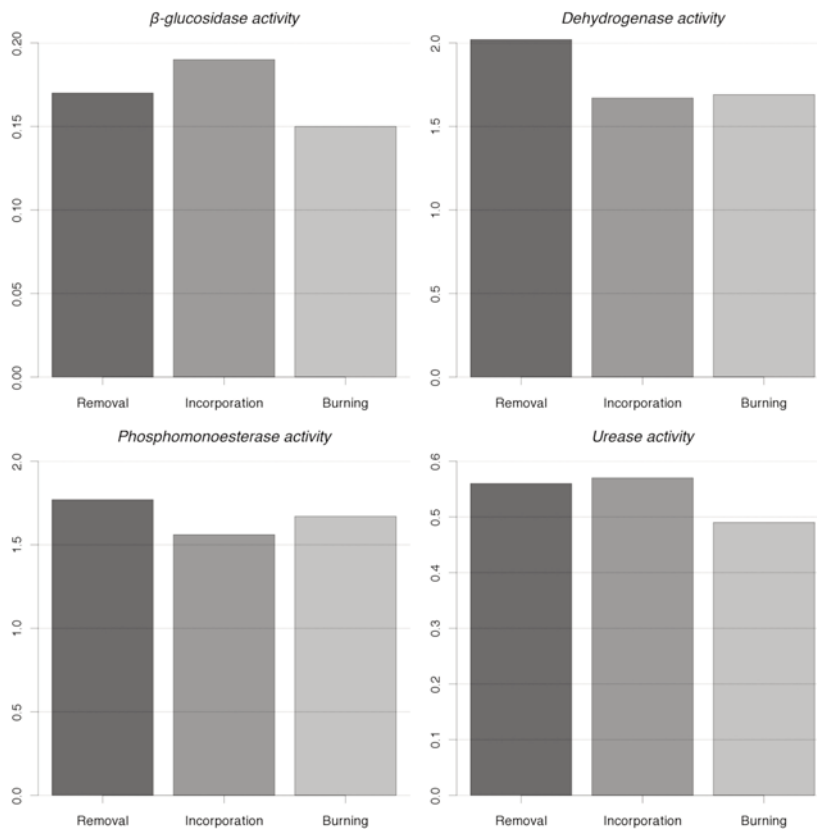 β-glucosidase activity
0.20
0.15
0.10
0.05
0.00
Removal Incorporation Burning
Dehydrogenase activity
2.0
1.5
1.0
0.5
0.0
Removal Incorporation Burning
Phosphomonoesterase activity
2.0
1.5
1.0
0.5
0.0
Removal Incorporation Burning
Urease activity
0.6
0.5
0.4
0.3
0.2
0.1
0.0
Removal Incorporation Burning